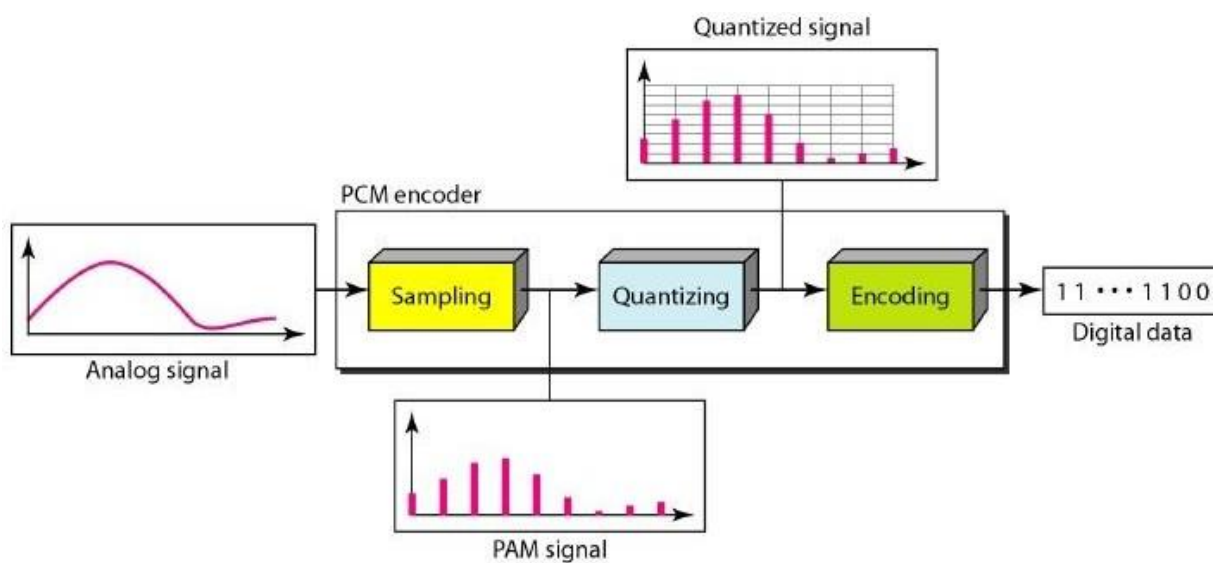 Quantized signal
PCM encoder
Sampling
Quantizing
Encoding
11 ··· 1100
Digital data
Analog signal
PAM signal